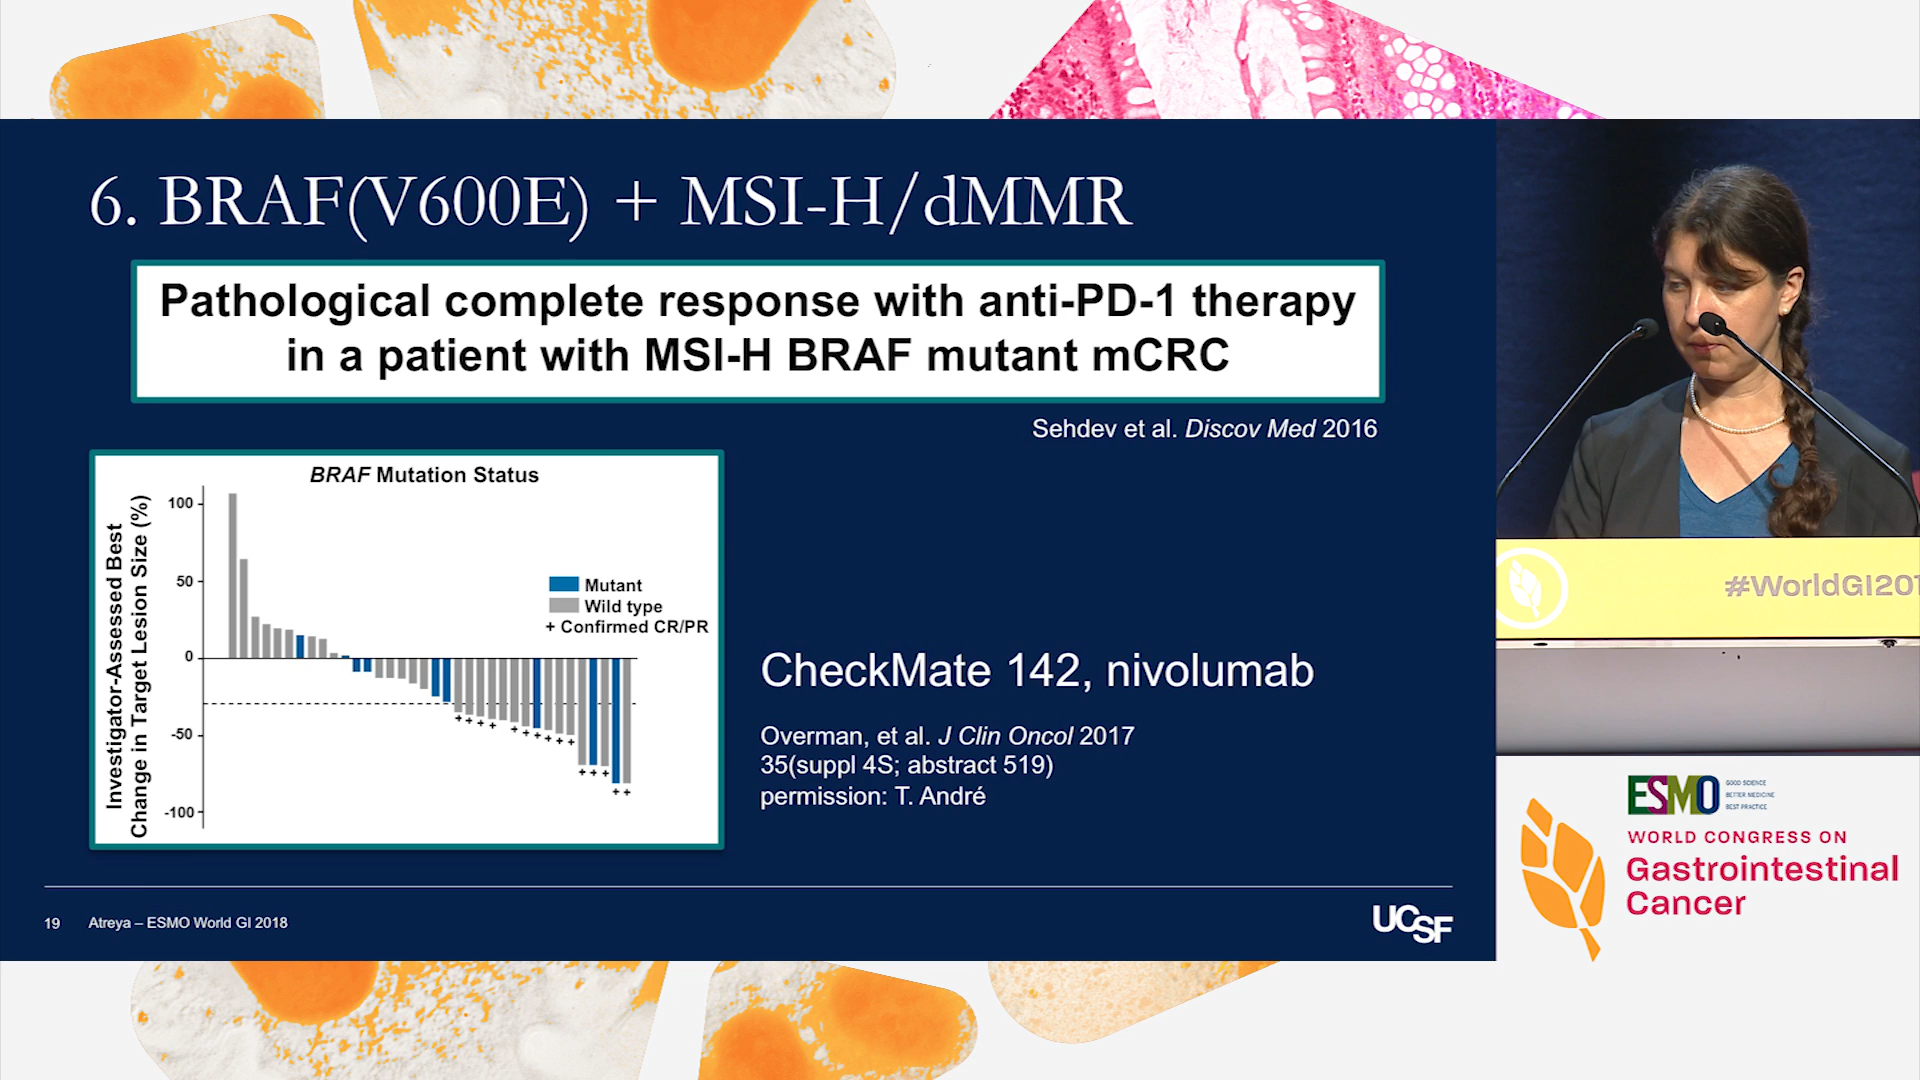 6. BRAF(V600E) + MSI-H/dMMR
Pathological complete response with anti-PD-1 therapy
in a patient with MSI-H BRAF mutant mCRC
Sehdev et al. Discov Med 2016
BRAF Mutation Status
Investigator-Assessed Best
Change in Target Lesion Size (%)
100
50
0
-50
-100
Mutant
Wild type
+ Confirmed CR/PR
+ + + + + + + + + + + + + + +
CheckMate 142, nivolumab
Overman, et al. J Clin Oncol 2017
35(suppl 4S; abstract 519)
permission: T. André
19 Atreya – ESMO World GI 2018
UCSF
#WorldGI201
ESMO
GOOD SCIENCE
BETTER MEDICINE
BEST PRACTICE
WORLD CONGRESS ON
Gastrointestinal
Cancer